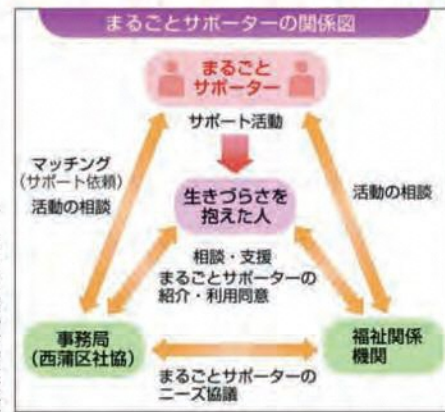 まるごとサポーターの関係図
まるごと
サポーター
サポート活動
マッチング
（サポート依頼）
活動の相談
活動の相談
生きづらさを
抱えた人
相談・支援
まるごとサポーターの
紹介・利用同意
事務局
（西蒲区社協）
福祉関係
機関
まるごとサポーターの
ニーズ協議